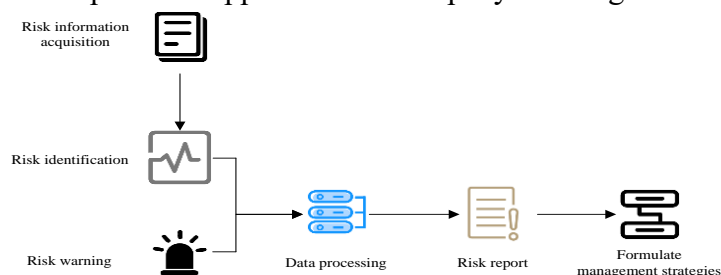 Risk information
acquisition
Risk identification
Risk warning
Data processing
Risk report
Formulate
management strategies